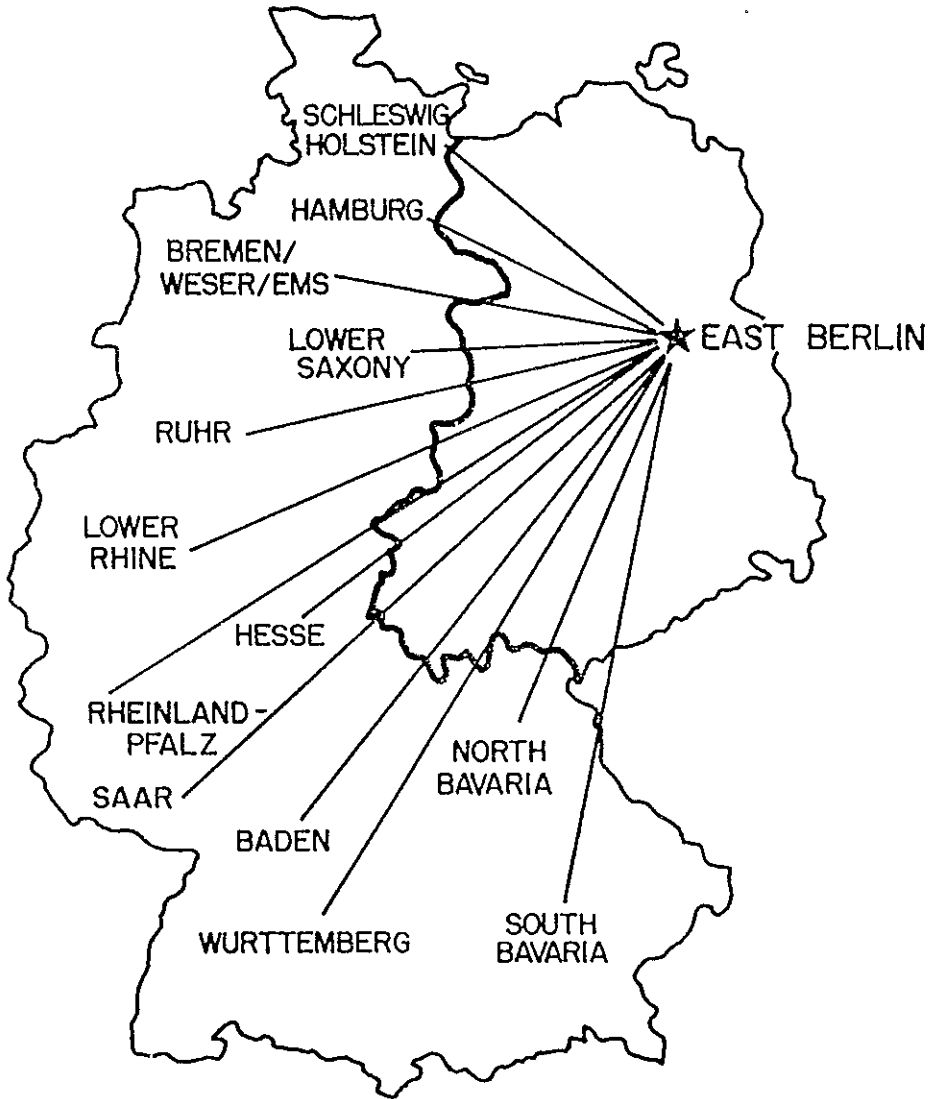 SCHLESWIG
HOLSTEIN
HAMBURG
BREMEN/
WESER/EMS
LOWER
SAXONY
EAST BERLIN
RUHR
LOWER
RHINE
HESSE
RHEINLAND-
PFALZ
SAAR
NORTH
BAVARIA
BADEN
WURTTEMBERG
SOUTH
BAVARIA